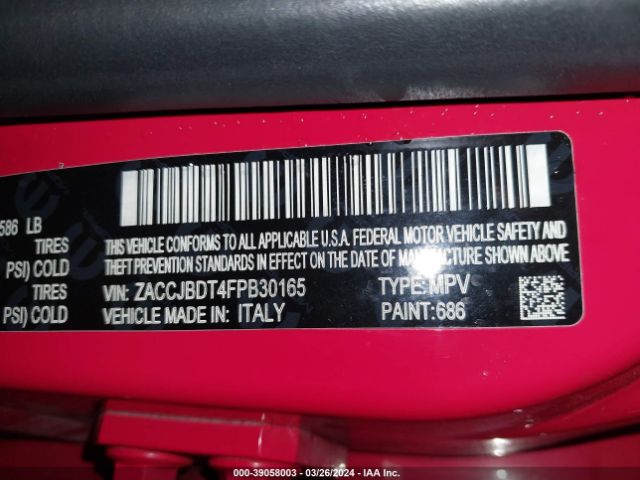 586 LB
TIRES
PSI) COLD
TIRES
PSI) COLD
THIS VEHICLE CONFORMS TO ALL APPLICABLE U.S.A. FEDERAL MOTOR VEHICLE SAFETY AND
THEFT PREVENTION STANDARDS IN EFFECT ON THE DATE OF MANUFACTURE SHOWN ABOVE
VIN: ZACCJBDT4FPB30165 TYPE:MPV
VEHICLE MADE IN: ITALY PAINT:686
000-39058003 - 03/26/2024 - IAA Inc.